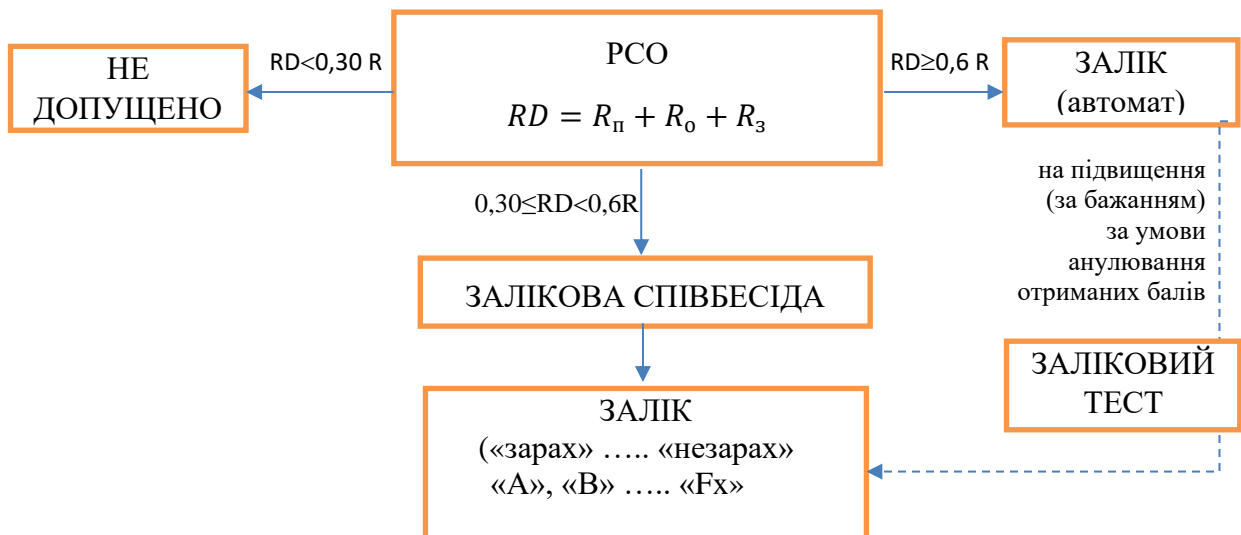 НЕ
ДОПУЩЕНО
RD<0,30 R
РСО
RD = Rп + Rо + Rз
RD≥0,6 R
ЗАЛІК
(автомат)
на підвищення
(за бажанням)
за умови
анулювання
отриманих балів
0,30≤RD<0,6R
ЗАЛІКОВА СПІВБЕСІДА
ЗАЛІКОВИЙ
ТЕСТ
ЗАЛІК
(«зарах» ….. «незарах»
«A», «B» ….. «Fx»